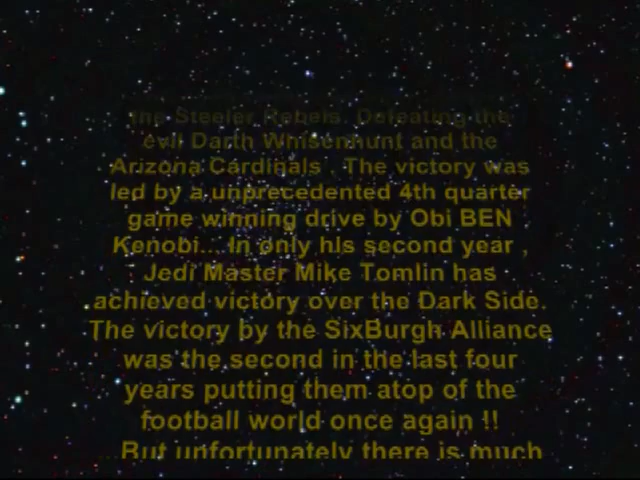 the Steeler Rebels. Defeating the
evil Darth Whisenhunt and the
Arizona Cardinals . The victory was
led by a unprecedented 4th quarter
game winning drive by Obi BEN
Kenobi... In only his second year ,
Jedi Master Mike Tomlin has
achieved victory over the Dark Side.
The victory by the SixBurgh Alliance
was the second in the last four
years putting them atop of the
football world once again !!
But unfortunately there is much